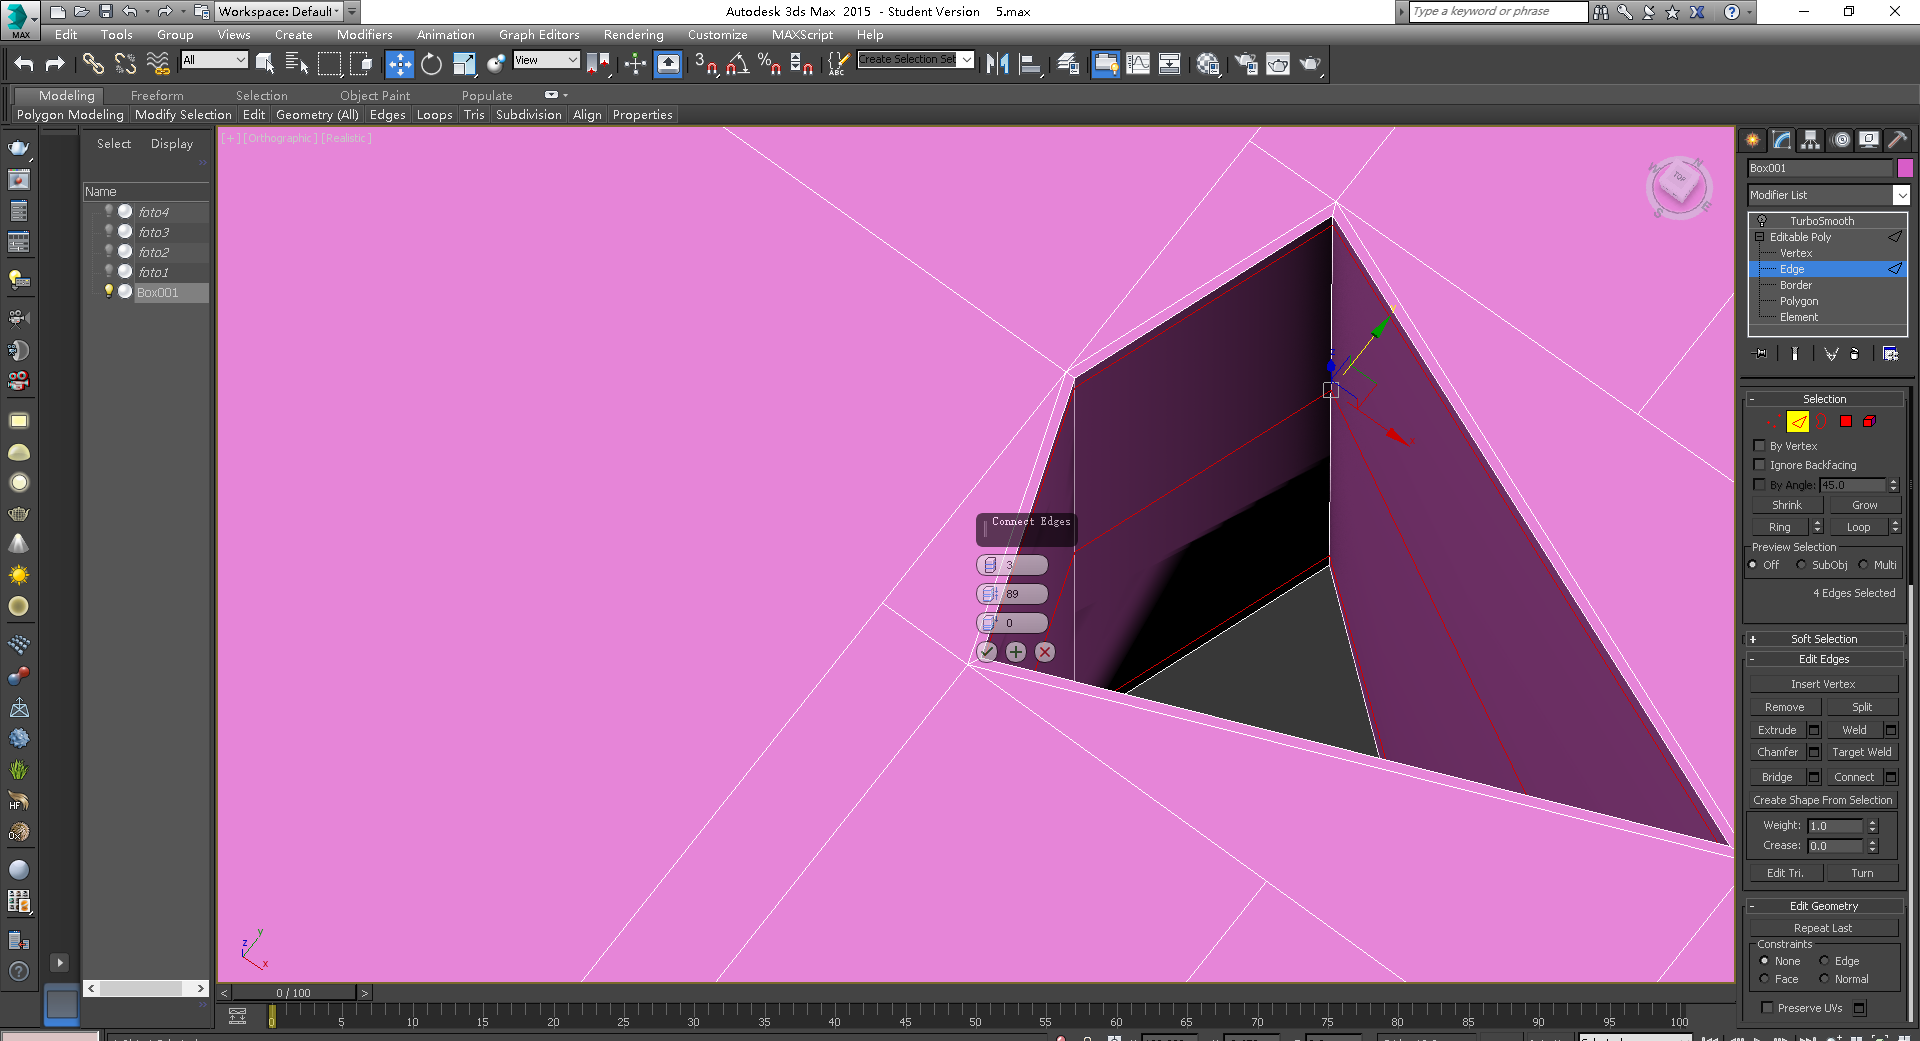 MAX
Workspace: Default
Autodesk 3ds Max 2015 - Student Version 5.max
Type a keyword or phrase
Edit Tools Group Views Create Modifiers Animation Graph Editors Rendering Customize MAXScript Help
All
View
3
%
ABC
Create Selection Set
Modeling Freeform Selection Object Paint Populate
Polygon Modeling Modify Selection Edit Geometry (All) Edges Loops Tris Subdivision Align Properties
Select Display
Name
foto4
foto3
foto2
foto1
Box001
[+] [Orthographic] [Realistic]
TOP
N
E
S
W
Connect Edges
3
89
0
z y x
HF
Ox
Box001
Modifier List
TurboSmooth
Editable Poly
Vertex
Edge
Border
Polygon
Element
- Selection
By Vertex
Ignore Backfacing
By Angle: 45.0
Shrink Grow
Ring Loop
Preview Selection
Off SubObj Multi
4 Edges Selected
+ Soft Selection
- Edit Edges
Insert Vertex
Remove Split
Extrude Weld
Chamfer Target Weld
Bridge Connect
Create Shape From Selection
Weight: 1.0
Crease: 0.0
Edit Tri. Turn
- Edit Geometry
Repeat Last
Constraints
None Edge
Face Normal
Preserve UVs
< 0 / 100 >
0 5 10 15 20 25 30 35 40 45 50 55 60 65 70 75 80 85 90 95 100